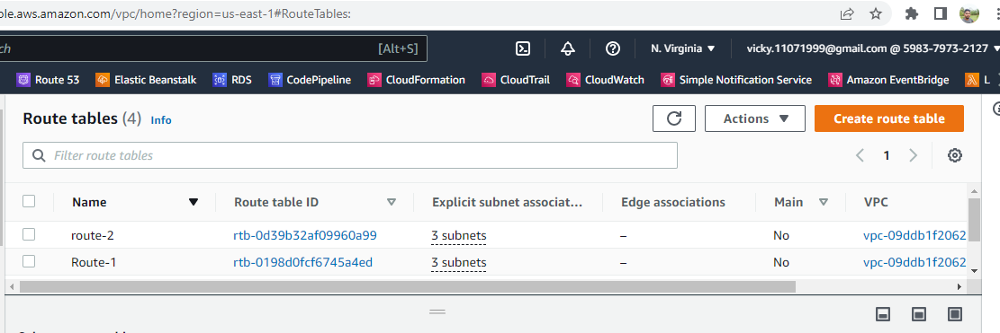 ole.aws.amazon.com/vpc/home?region=us-east-1#RouteTables:
ch [Alt+S] N. Virginia ▼ vicky.11071999@gmail.com @ 5983-7973-2127 ▼
Route 53 Elastic Beanstalk RDS CodePipeline CloudFormation CloudTrail CloudWatch Simple Notification Service Amazon EventBridge L
Route tables (4) Info Actions ▼ Create route table
Filter route tables 1
Name Route table ID Explicit subnet associat... Edge associations Main VPC
route-2 rtb-0d39b32af09960a99 3 subnets – No vpc-09ddb1f2062
Route-1 rtb-0198d0fcf6745a4ed 3 subnets – No vpc-09ddb1f2062